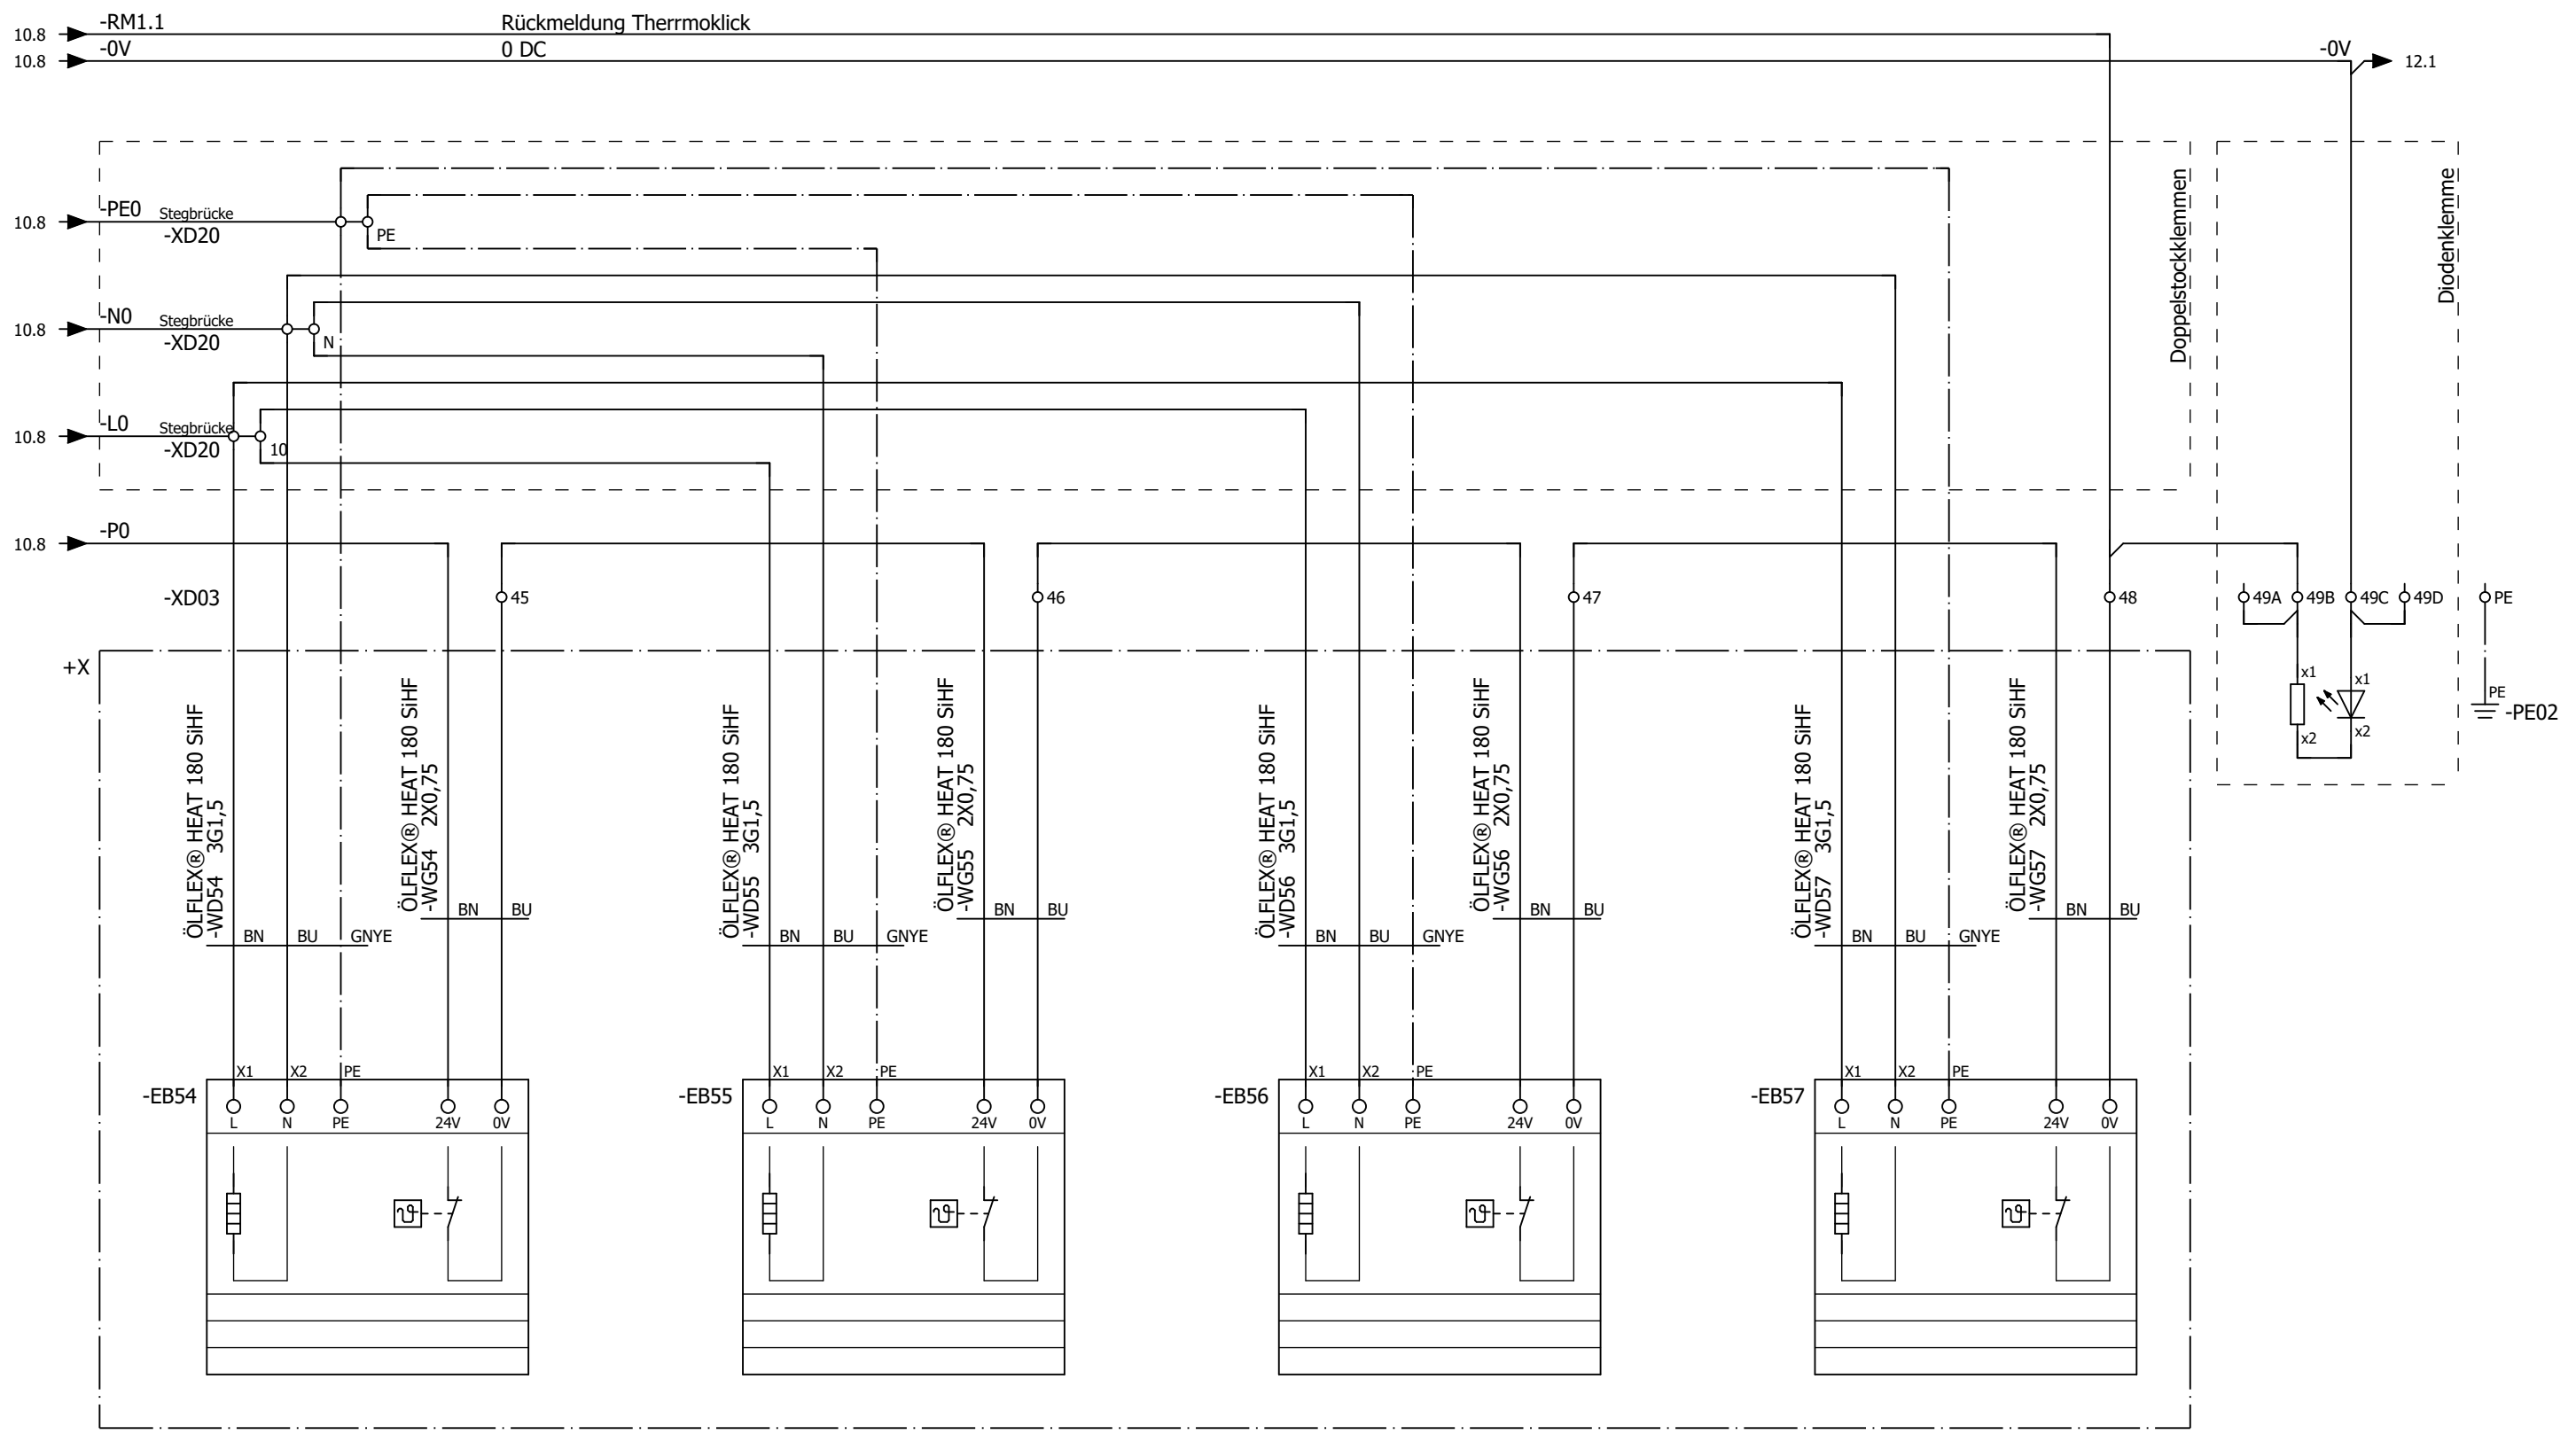 -RM1.1 Rückmeldung Therrmoklick
10.8
-0V 0 DC -0V
10.8 12.1
-PE0 Stegbrücke
10.8
-XD20 PE
-N0 Stegbrücke
10.8
-XD20 N
-L0 Stegbrücke
10.8
-XD20 10
Doppelstockklemmen
Diodenklemme
-P0
10.8
-XD03 45 46 47 48 49A 49B 49C 49D PE
+X
x1 x1
PE
-PE02
x2 x2
ÖLFLEX® HEAT 180 SiHF
-WD54 3G1,5
ÖLFLEX® HEAT 180 SiHF
-WG54 2X0,75
ÖLFLEX® HEAT 180 SiHF
-WD55 3G1,5
ÖLFLEX® HEAT 180 SiHF
-WG55 2X0,75
ÖLFLEX® HEAT 180 SiHF
-WD56 3G1,5
ÖLFLEX® HEAT 180 SiHF
-WG56 2X0,75
ÖLFLEX® HEAT 180 SiHF
-WD57 3G1,5
ÖLFLEX® HEAT 180 SiHF
-WG57 2X0,75
BN BU BN BU BN BU BN BU
BN BU GNYE BN BU GNYE BN BU GNYE BN BU GNYE
X1 X2 PE X1 X2 PE X1 X2 PE X1 X2 PE
-EB54 -EB55 -EB56 -EB57
L N PE 24V 0V L N PE 24V 0V L N PE 24V 0V L N PE 24V 0V
ϑ ϑ ϑ ϑ